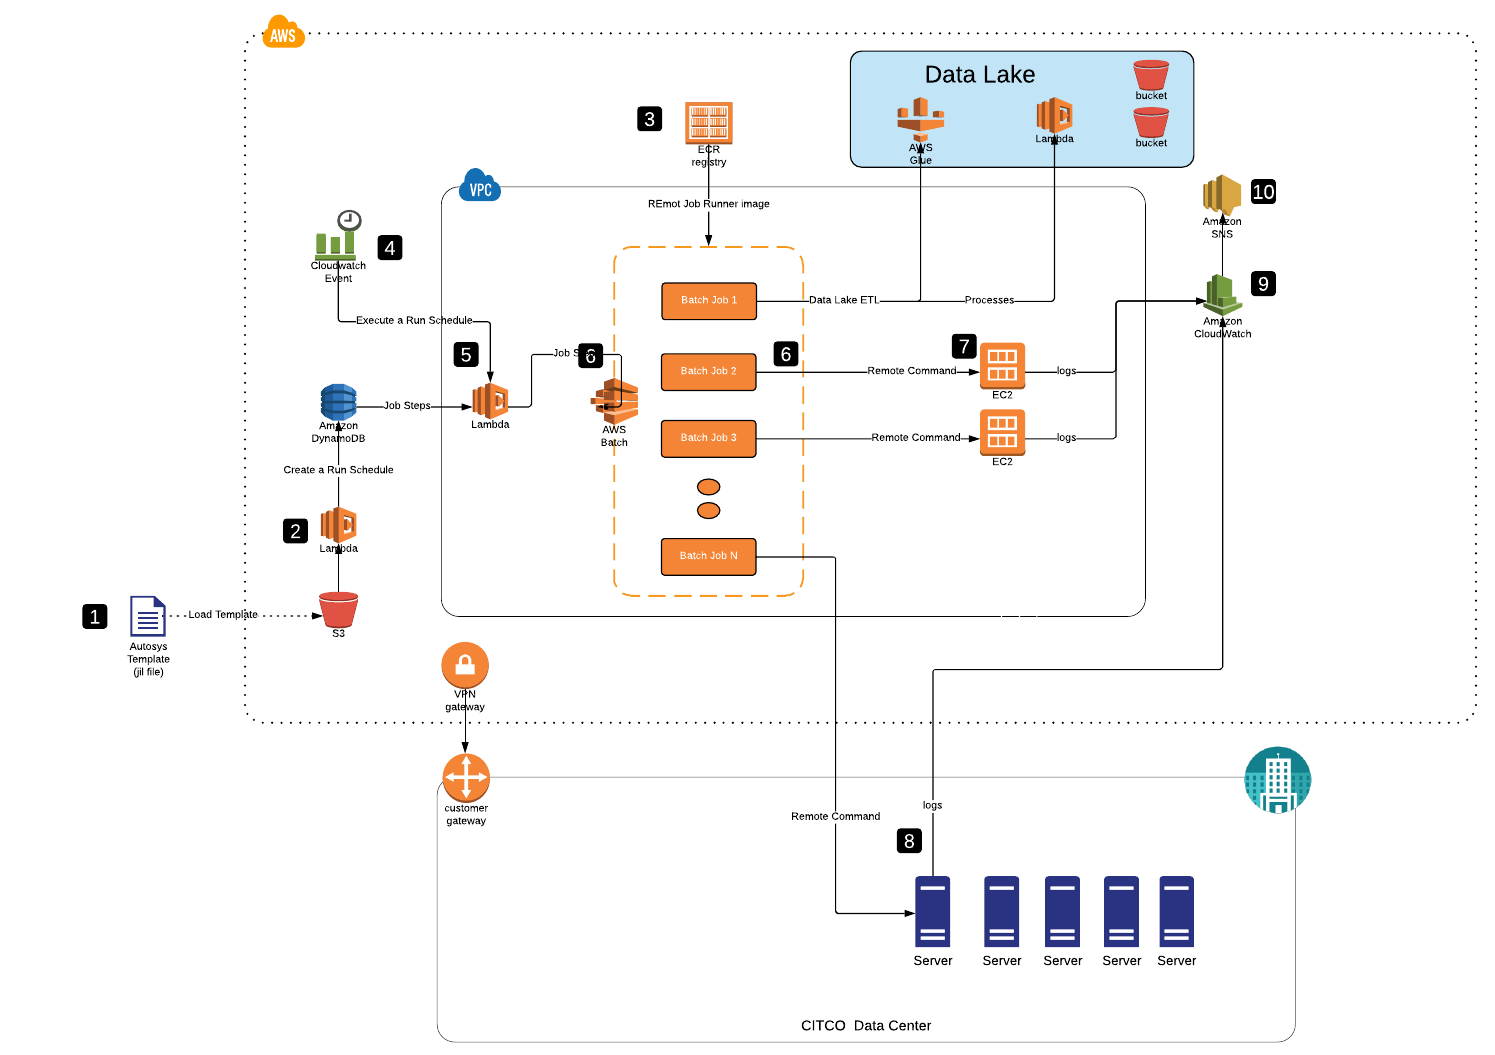 AWS
Data Lake
bucket
bucket
AWS
Glue
Lambda
3
ECR
registry
10
Amazon
SNS
VPC
REmot Job Runner image
4
Cloudwatch
Event
9
Amazon
CloudWatch
Batch Job 1
Data Lake ETL
Processes
Execute a Run Schedule
5
Job S
6
6
7
Batch Job 2
Remote Command
EC2
logs
Amazon
DynamoDB
Job Steps
Lambda
AWS
Batch
Batch Job 3
Remote Command
EC2
logs
Create a Run Schedule
2
Lambda
Batch Job N
1
Autosys
Template
(jil file)
Load Template
S3
VPN
gateway
customer
gateway
Remote Command
logs
8
Server
Server
Server
Server
Server
CITCO Data Center